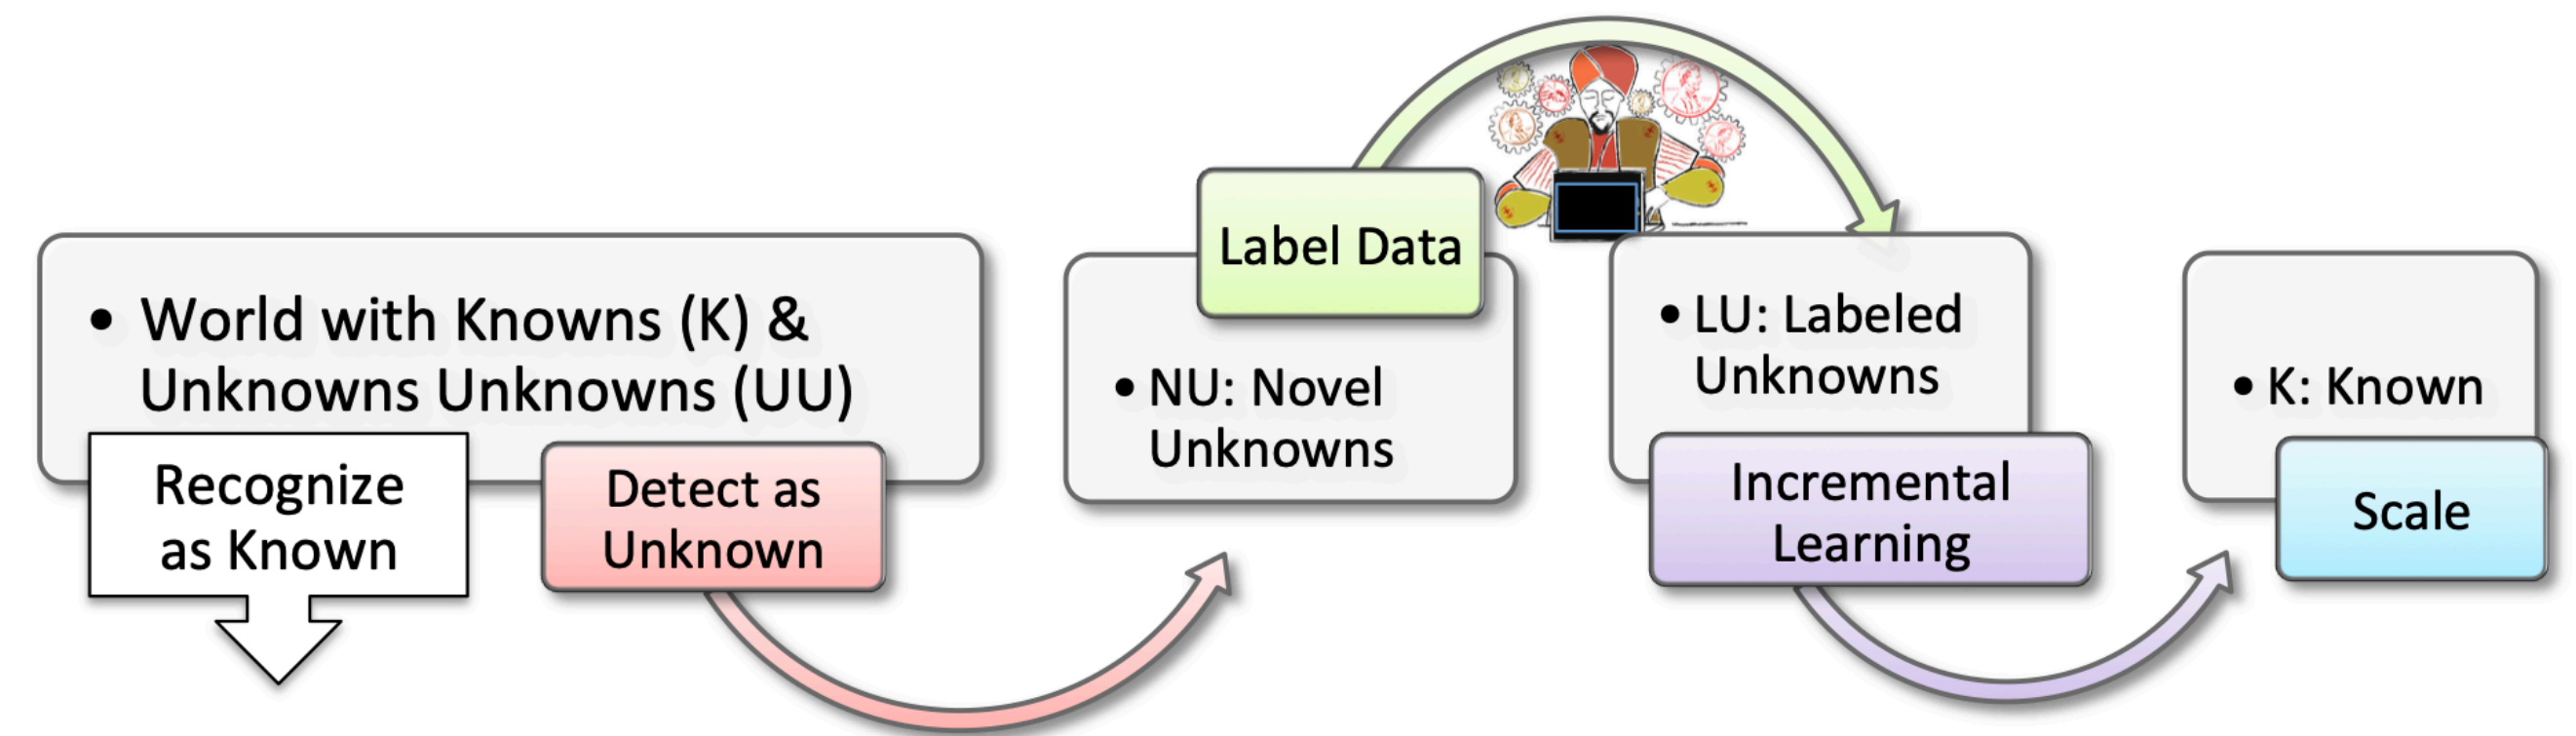 • World with Knowns (K) &
Unknowns Unknowns (UU)
Recognize
as Known
Detect as
Unknown
Label Data
• NU: Novel
Unknowns
• LU: Labeled
Unknowns
Incremental
Learning
• K: Known
Scale